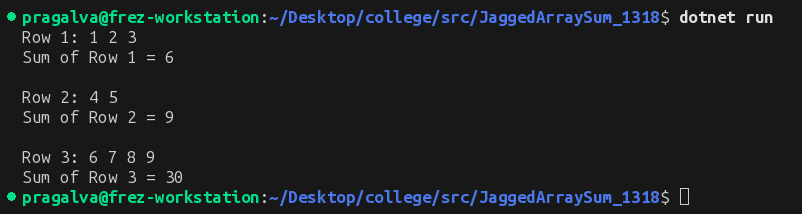 pragalva@frez-workstation:~/Desktop/college/src/JaggedArraySum_1318$ dotnet run
Row 1: 1 2 3
Sum of Row 1 = 6
Row 2: 4 5
Sum of Row 2 = 9
Row 3: 6 7 8 9
Sum of Row 3 = 30
pragalva@frez-workstation:~/Desktop/college/src/JaggedArraySum_1318$